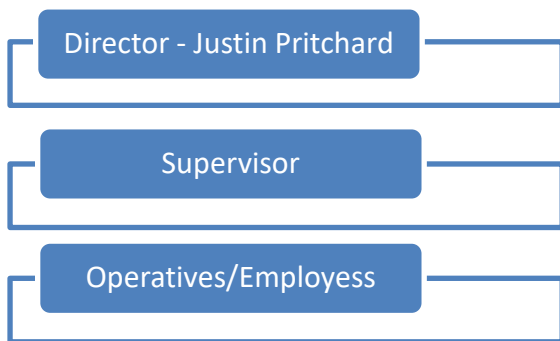 Director - Justin Pritchard
Supervisor
Operatives/Employess